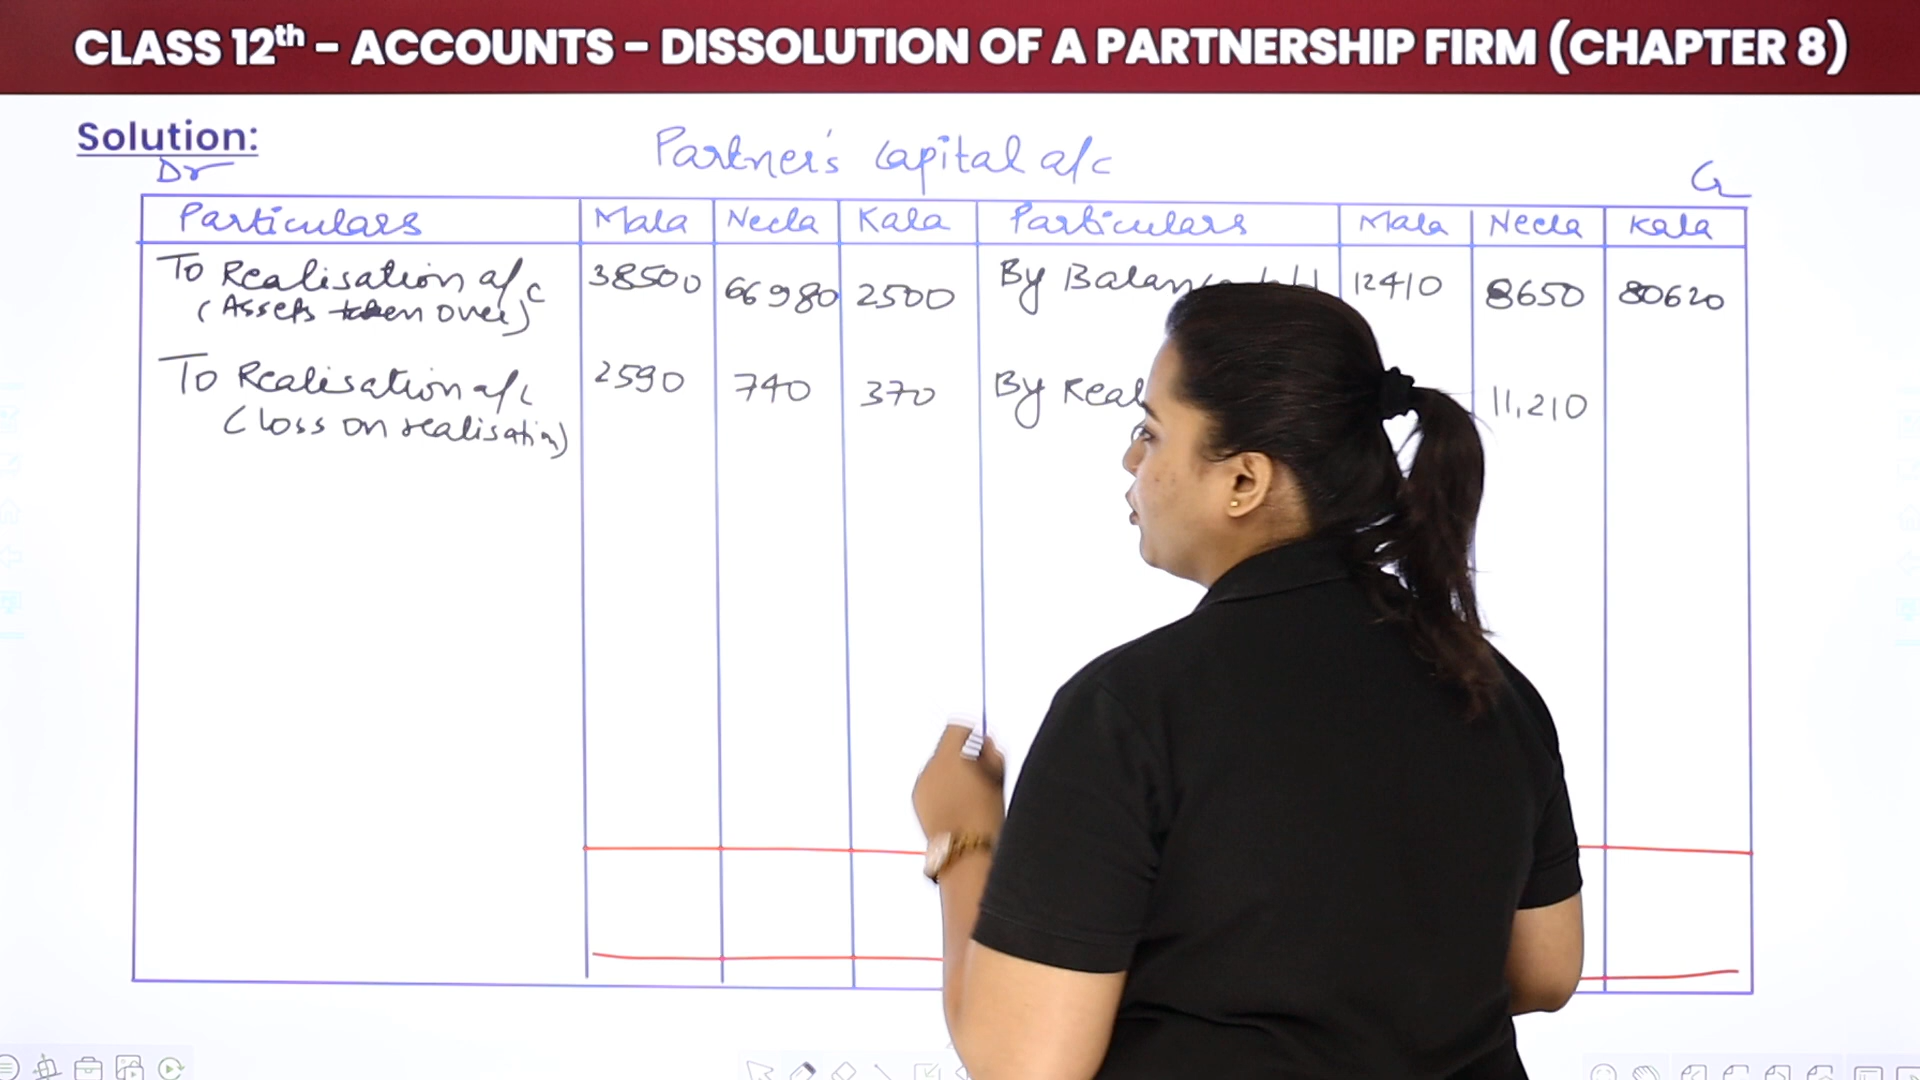 CLASS 12th - ACCOUNTS - DISSOLUTION OF A PARTNERSHIP FIRM (CHAPTER 8)
Solution:
Partner's Capital a/c
Dr Cr
Particulars Mala Neela Kala Particulars Mala Neela Kala
To Realisation a/c 38500 66980 2500 By 12410 8650 80620
(Assets taken over)
To Realisation a/c 2590 740 370 By 11,210
(loss on realisation)